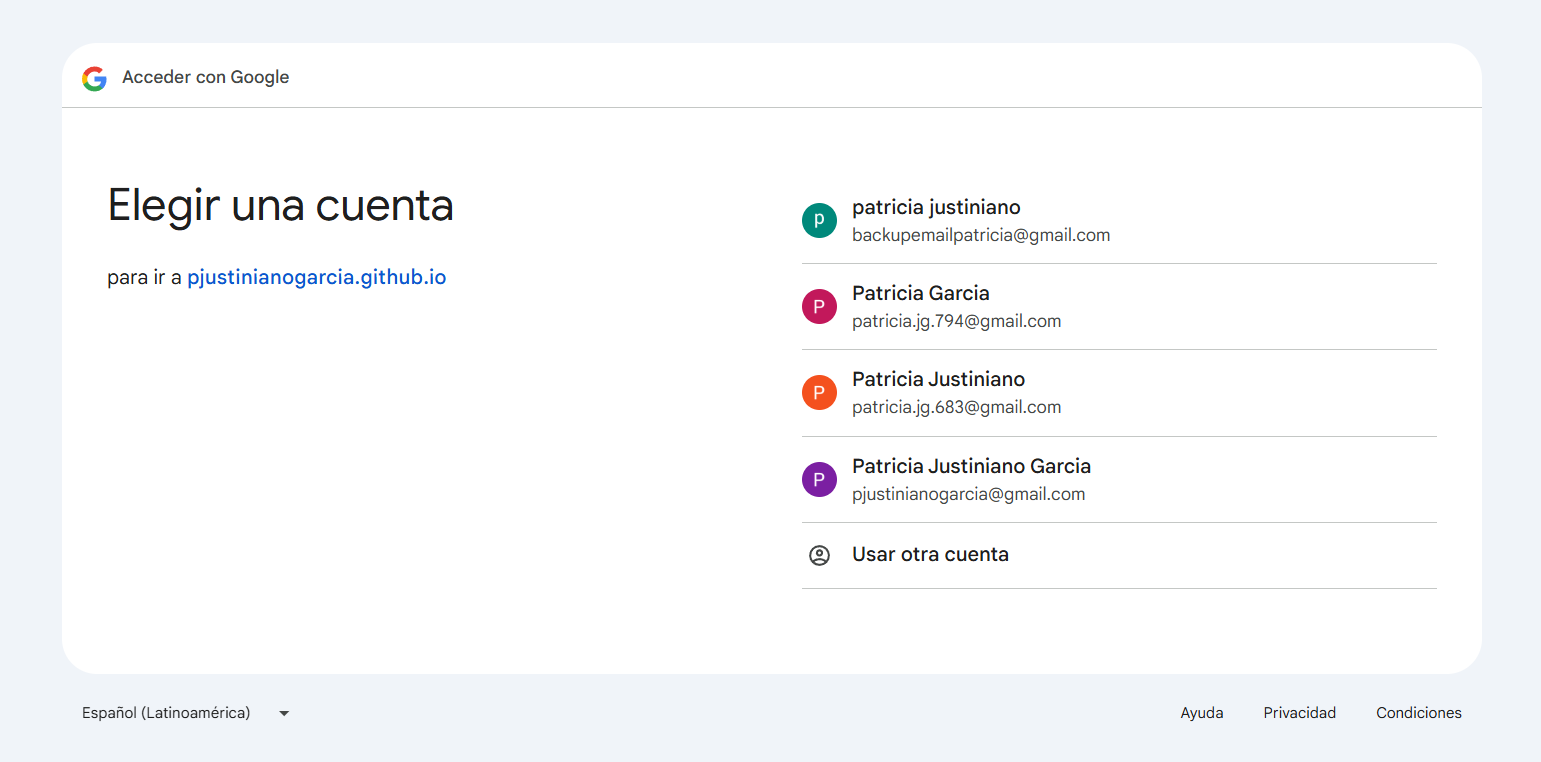 Acceder con Google
Elegir una cuenta
para ir a pjustinianogarcia.github.io
patricia justiniano
backupemailpatricia@gmail.com
Patricia Garcia
patricia.jg.794@gmail.com
Patricia Justiniano
patricia.jg.683@gmail.com
Patricia Justiniano Garcia
pjustinianogarcia@gmail.com
Usar otra cuenta
Español (Latinoamérica)
Ayuda Privacidad Condiciones